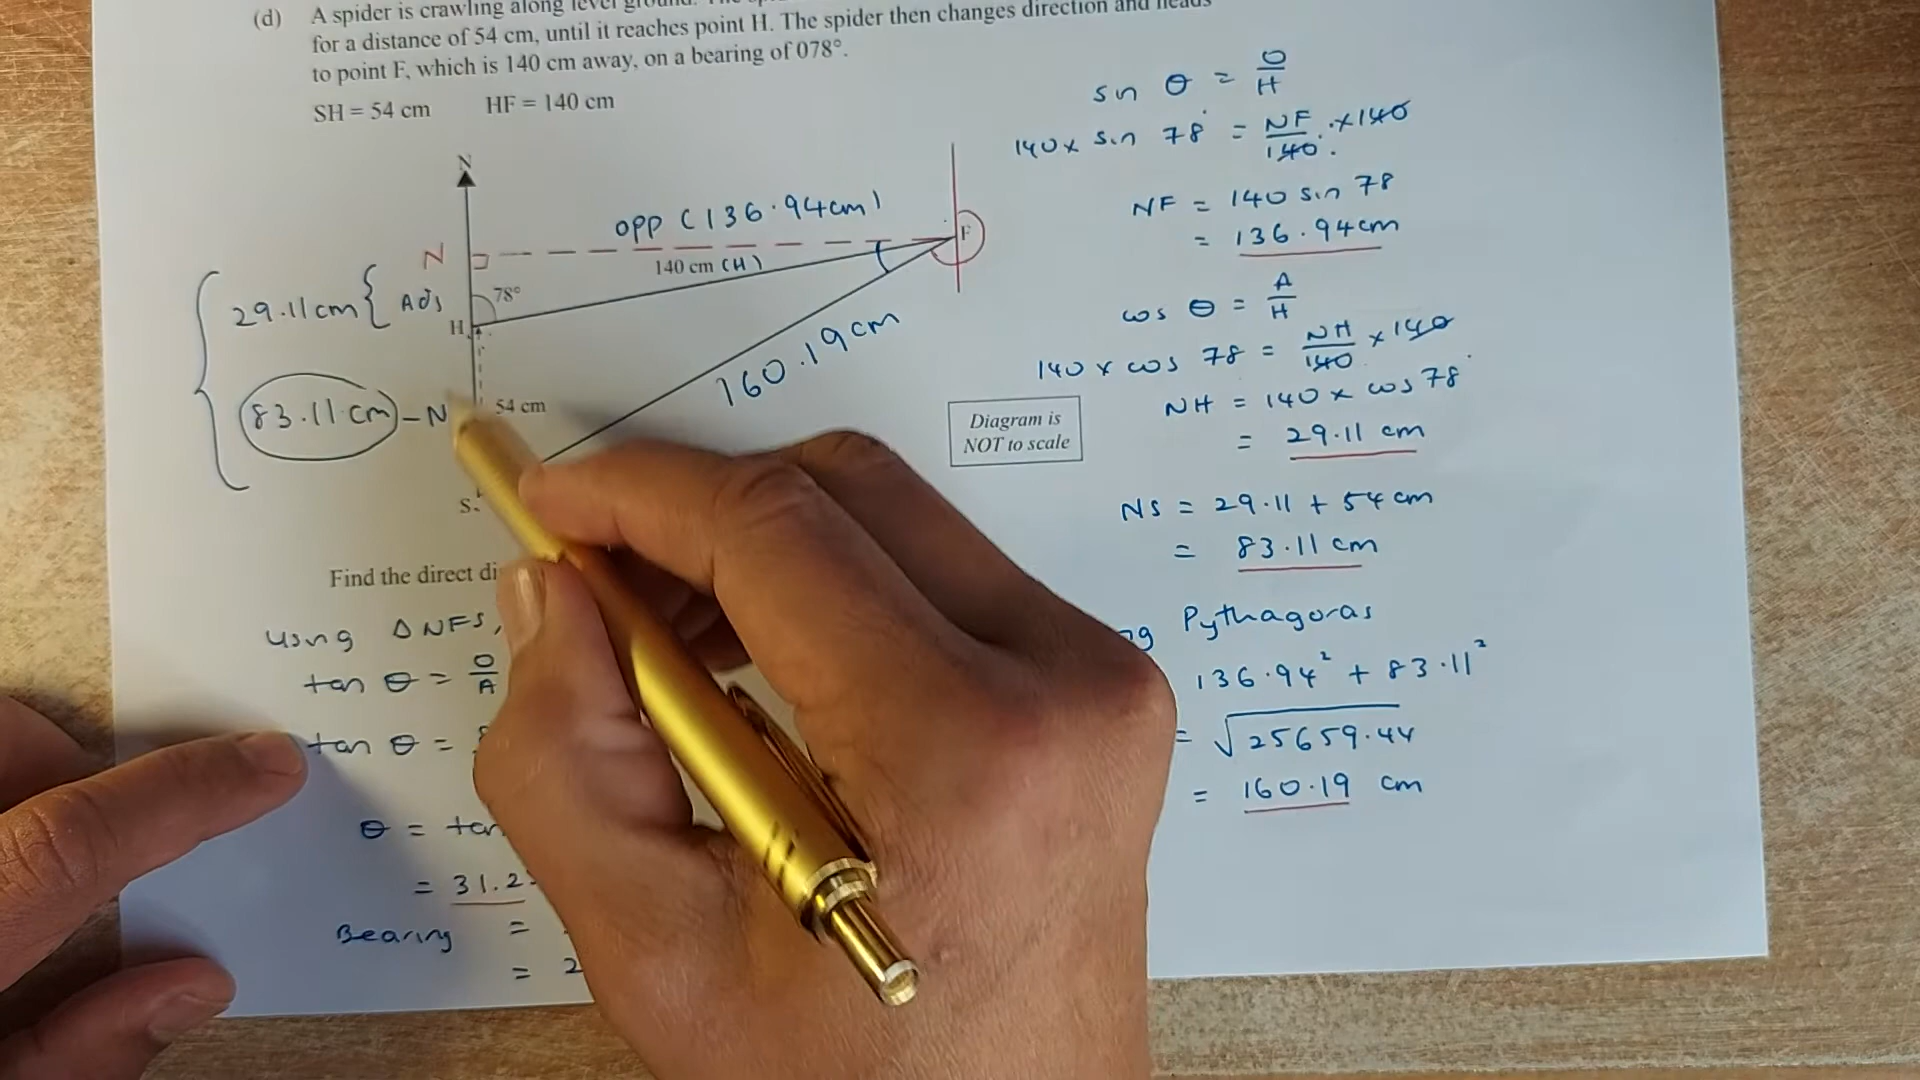 (d) A spider is crawling along level ground. The
for a distance of 54 cm, until it reaches point H. The spider then changes direction and heads
to point F, which is 140 cm away, on a bearing of 078°.
SH = 54 cm HF = 140 cm
N
opp (136.94cm)
N
F
140 cm (H)
29.11cm { Adj
78°
H
160.19cm
83.11cm - N
54 cm
S
Diagram is
NOT to scale
Find the direct
using Δ NFS,
tan θ = O/A
tan θ =
θ = tan
= 31.2
Bearing =
= 2
sin θ = O/H
140 x sin 78° = NF/140 x 140
NF = 140 sin 78
= 136.94cm
cos θ = A/H
140 x cos 78 = NH/140 x 140
NH = 140 x cos 78°
= 29.11 cm
NS = 29.11 + 54 cm
= 83.11 cm
Pythagoras
136.94² + 83.11²
= √25659.44
= 160.19 cm